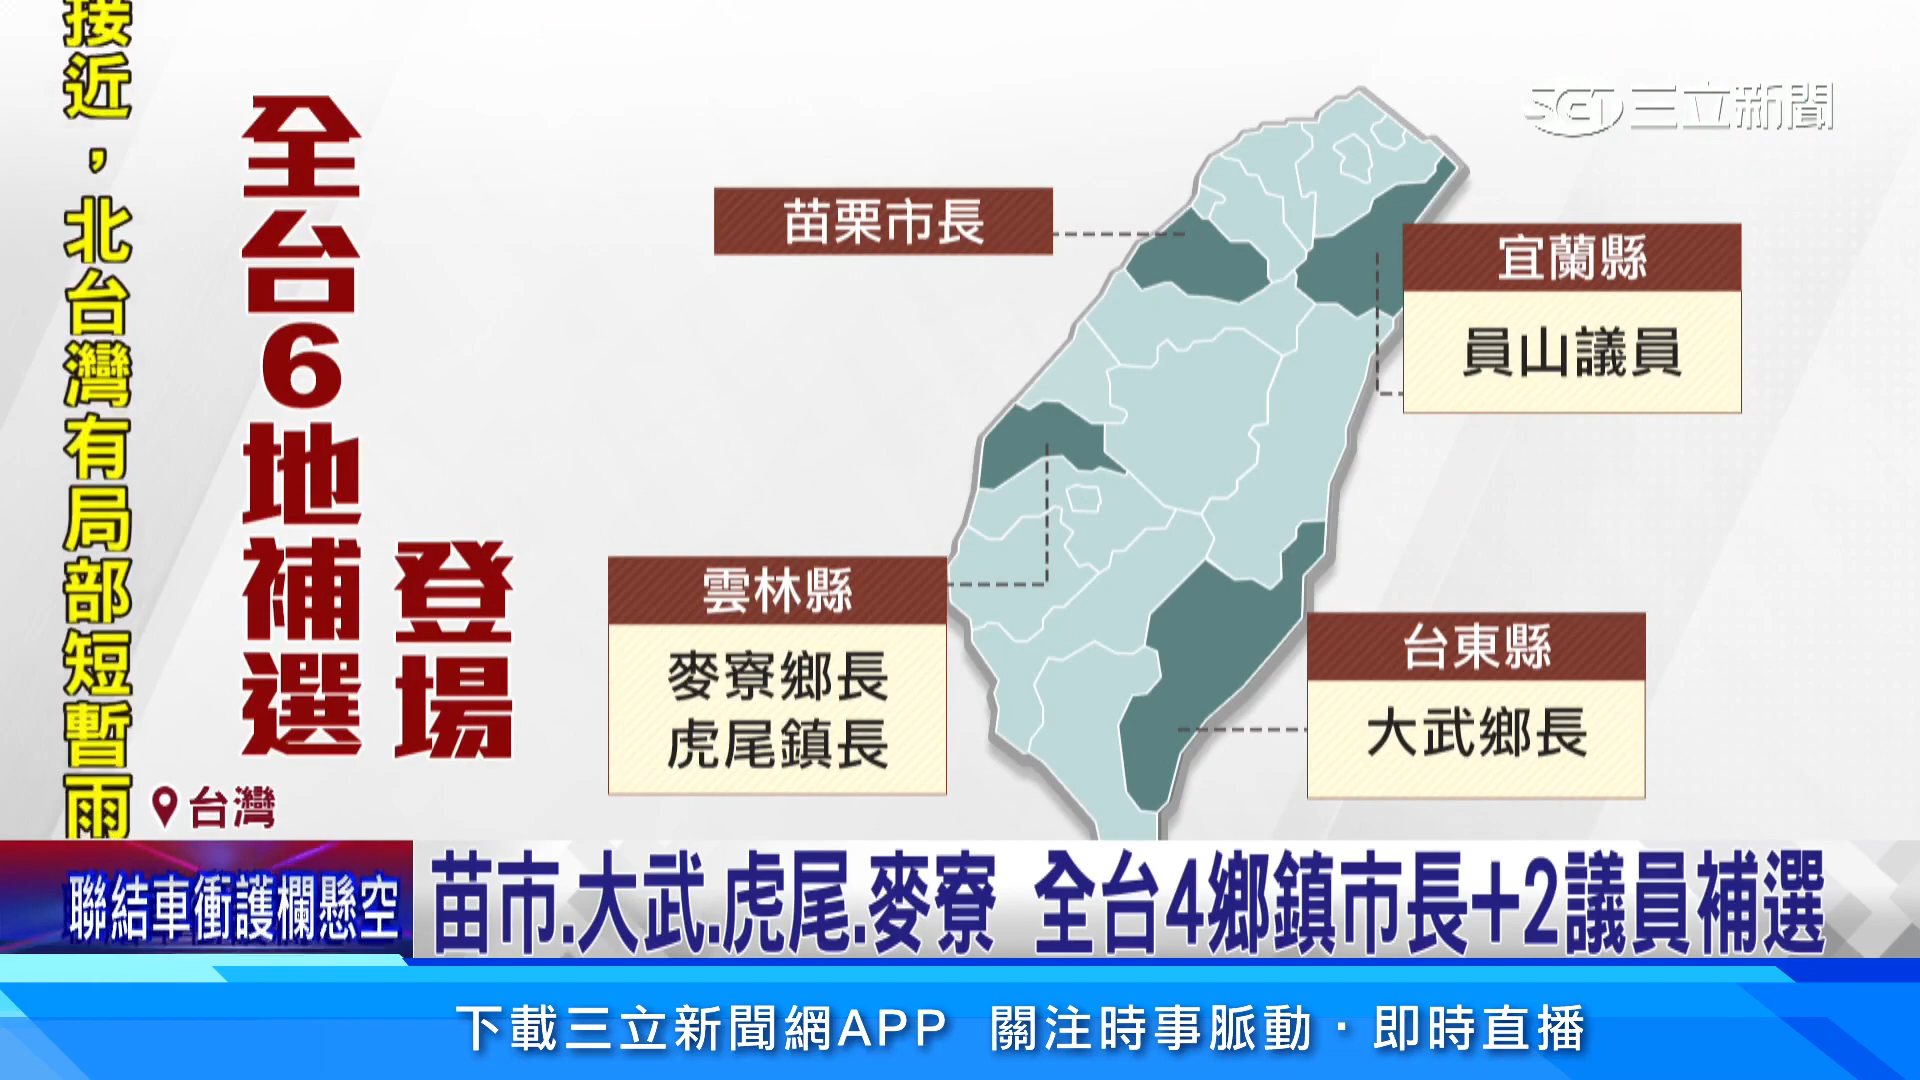 接近，北台灣有局部短暫雨
全台6地補選
登場
SET三立新聞
苗栗市長
宜蘭縣
員山議員
雲林縣
麥寮鄉長
虎尾鎮長
台東縣
大武鄉長
台灣
聯結車衝護欄懸空
苗市.大武.虎尾.麥寮 全台4鄉鎮市長+2議員補選
下載三立新聞網APP 關注時事脈動·即時直播